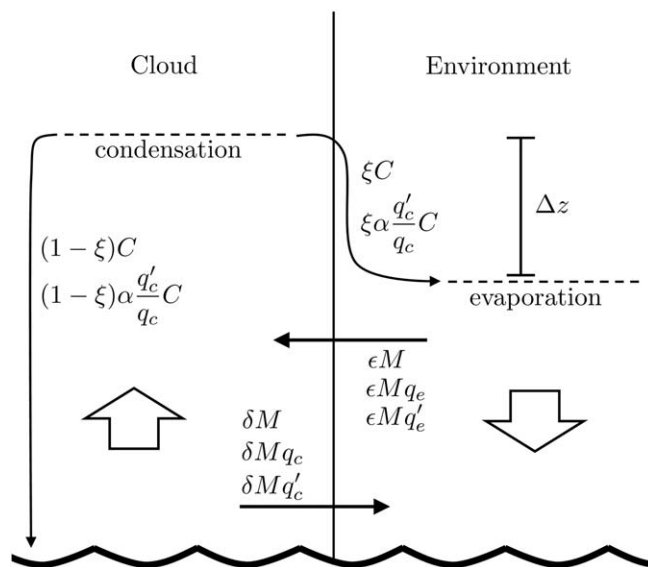 Cloud
Environment
condensation
ξC
ξα q′_c/q_c C
Δz
(1 − ξ)C
(1 − ξ)α q′_c/q_c C
evaporation
ϵM
ϵMq_e
ϵMq′_e
δM
δMq_c
δMq′_c